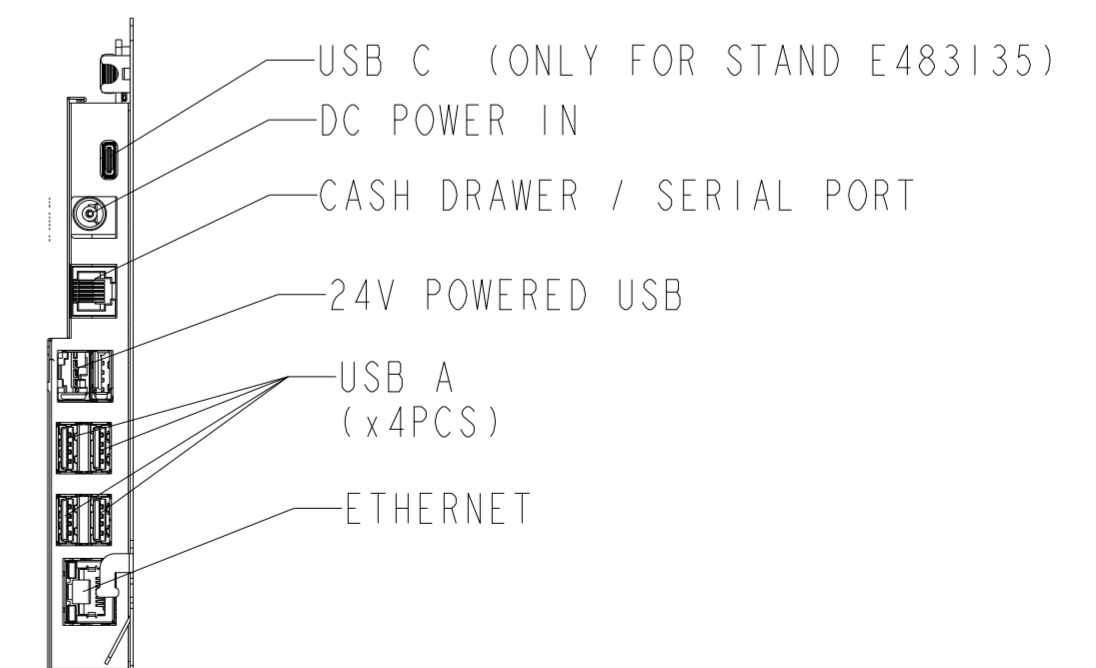 USB C (ONLY FOR STAND E483135)
DC POWER IN
CASH DRAWER / SERIAL PORT
24V POWERED USB
USB A
(x4PCS)
ETHERNET